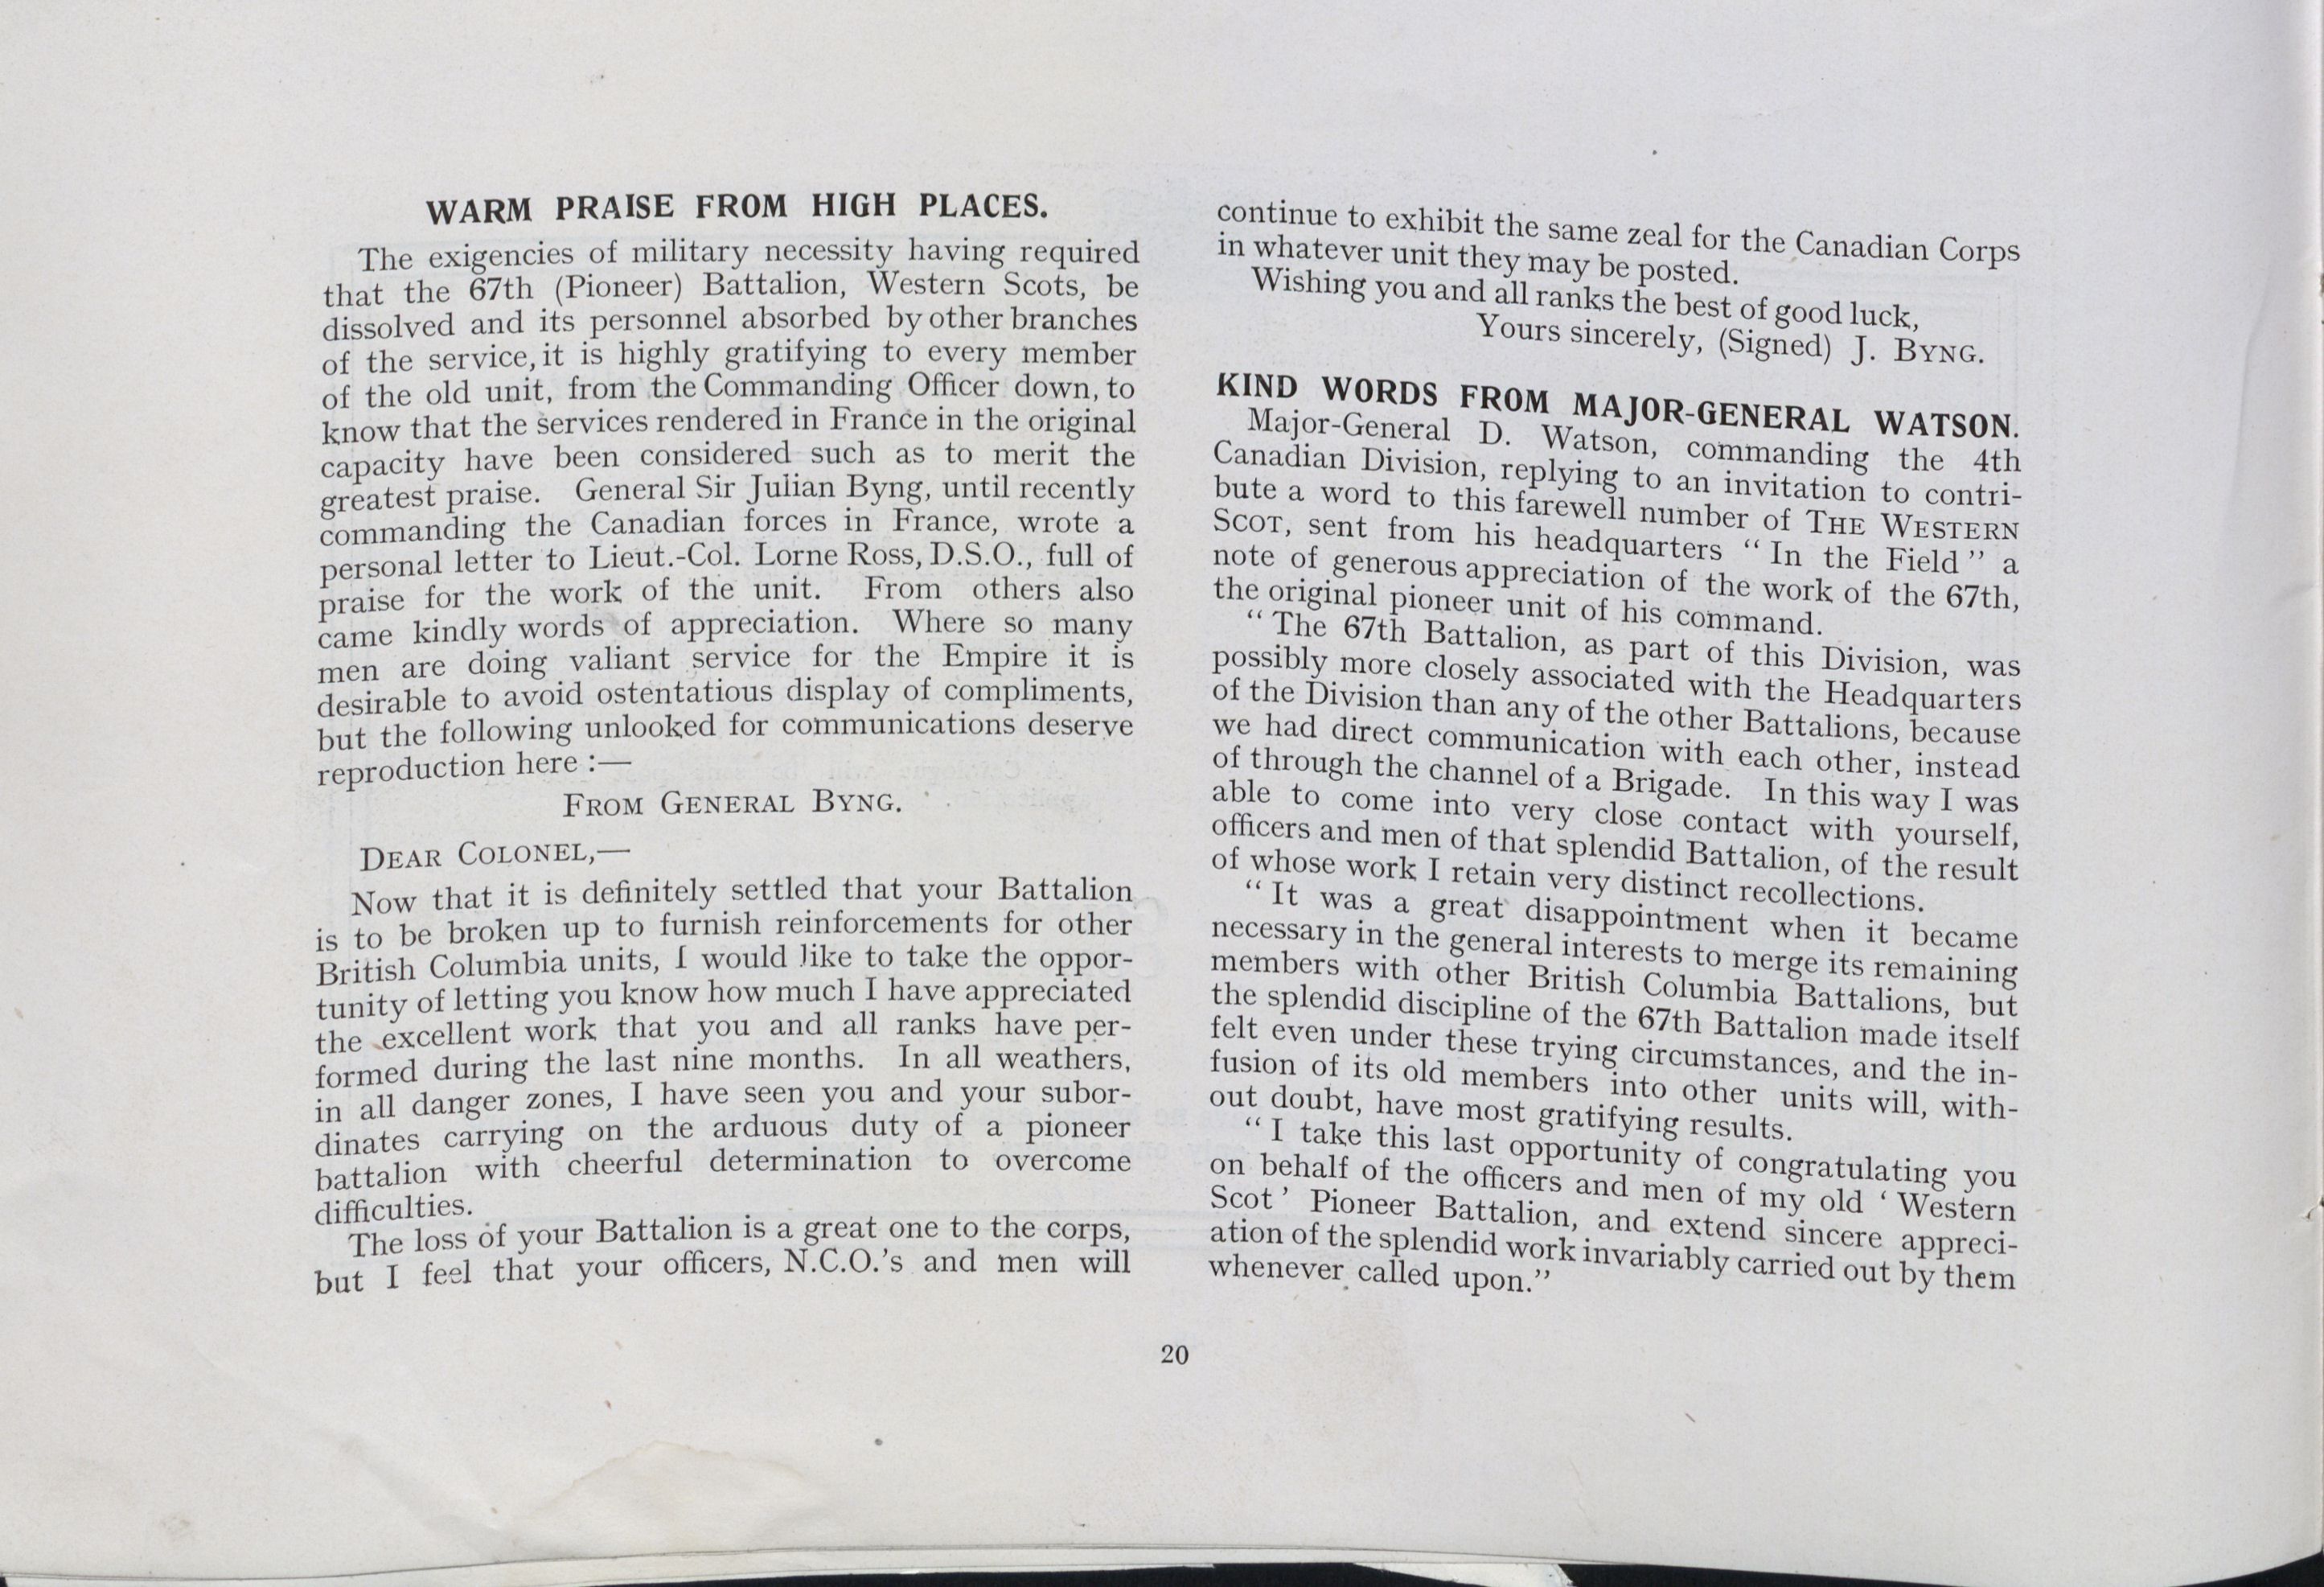 WARM PRAISE FROM HIGH PLACES.
The exigencies of military necessity having required
that the 67th (Pioneer) Battalion, Western Scots, be
dissolved and its personnel absorbed by other branches
of the service, it is highly gratifying to every member
of the old unit, from the Commanding Officer down, to
know that the services rendered in France in the original
capacity have been considered such as to merit the
greatest praise. General Sir Julian Byng, until recently
commanding the Canadian forces in France, wrote a
personal letter to Lieut.-Col. Lorne Ross, D.S.O., full of
praise for the work of the unit. From others also
came kindly words of appreciation. Where so many
men are doing valiant service for the Empire it is
desirable to avoid ostentatious display of compliments,
but the following unlooked for communications deserve
reproduction here :—
FROM GENERAL BYNG.
DEAR COLONEL,—
Now that it is definitely settled that your Battalion
is to be broken up to furnish reinforcements for other
British Columbia units, I would like to take the oppor-
tunity of letting you know how much I have appreciated
the excellent work that you and all ranks have per-
formed during the last nine months. In all weathers,
in all danger zones, I have seen you and your subor-
dinates carrying on the arduous duty of a pioneer
battalion with cheerful determination to overcome
difficulties.
The loss of your Battalion is a great one to the corps,
but I feel that your officers, N.C.O.'s and men will
continue to exhibit the same zeal for the Canadian Corps
in whatever unit they may be posted.
Wishing you and all ranks the best of good luck,
Yours sincerely, (Signed) J. BYNG.
KIND WORDS FROM MAJOR-GENERAL WATSON.
Major-General D. Watson, commanding the 4th
Canadian Division, replying to an invitation to contri-
bute a word to this farewell number of THE WESTERN
SCOT, sent from his headquarters “ In the Field ” a
note of generous appreciation of the work of the 67th,
the original pioneer unit of his command.
“ The 67th Battalion, as part of this Division, was
possibly more closely associated with the Headquarters
of the Division than any of the other Battalions, because
we had direct communication with each other, instead
of through the channel of a Brigade. In this way I was
able to come into very close contact with yourself,
officers and men of that splendid Battalion, of the result
of whose work I retain very distinct recollections.
“ It was a great disappointment when it became
necessary in the general interests to merge its remaining
members with other British Columbia Battalions, but
the splendid discipline of the 67th Battalion made itself
felt even under these trying circumstances, and the in-
fusion of its old members into other units will, with-
out doubt, have most gratifying results.
“ I take this last opportunity of congratulating you
on behalf of the officers and men of my old ‘ Western
Scot ’ Pioneer Battalion, and extend sincere appreci-
ation of the splendid work invariably carried out by them
whenever called upon.”
20